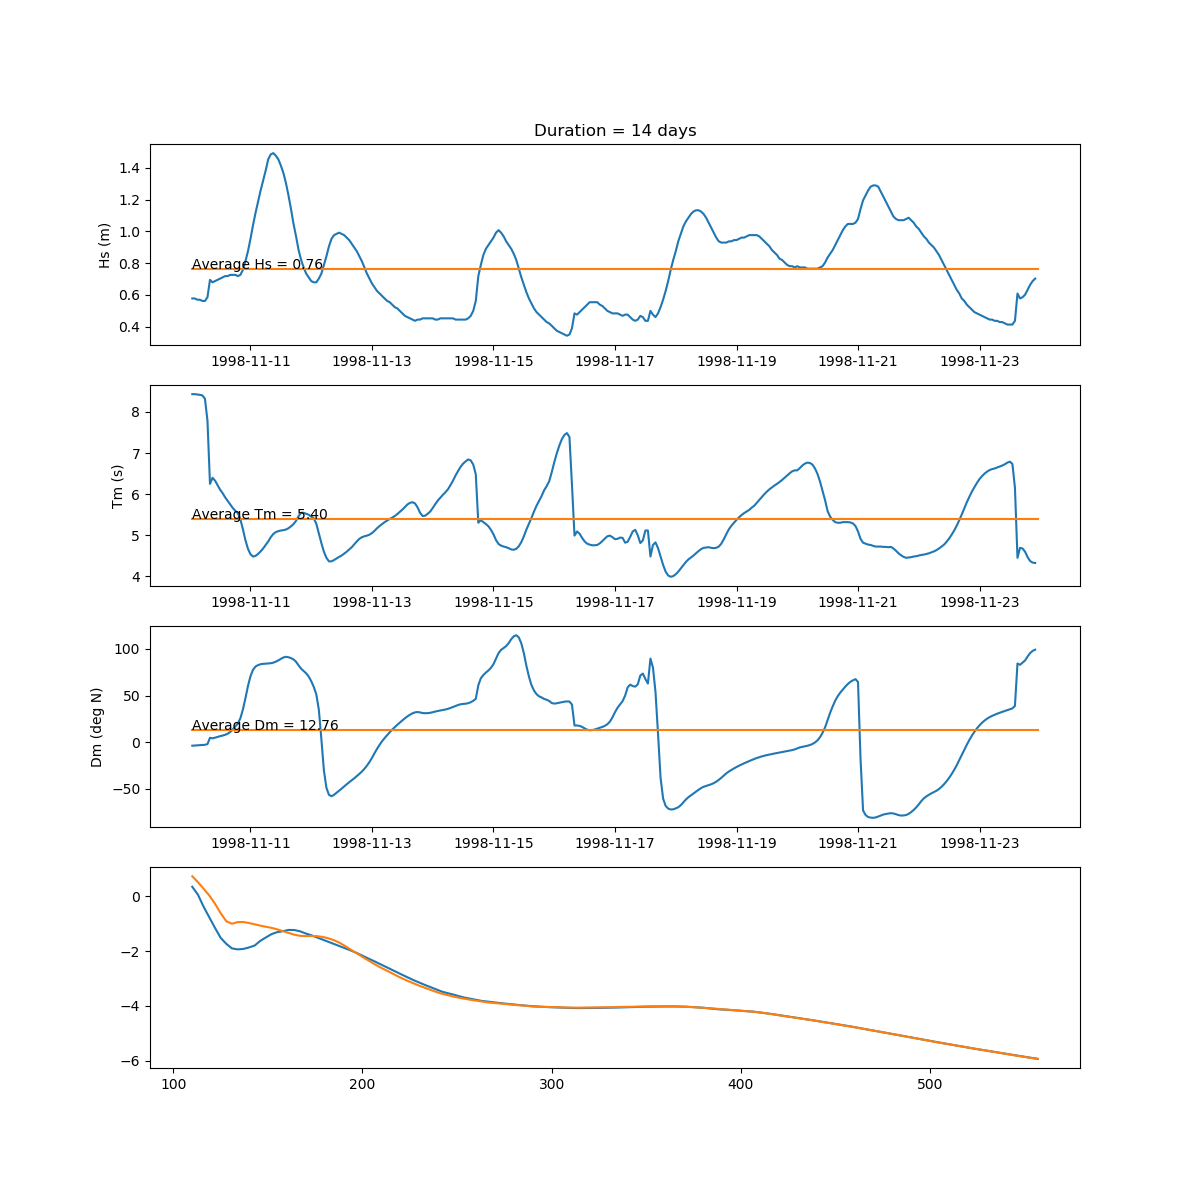 Duration = 14 days
Hs (m)
1.4
1.2
1.0
0.8
0.6
0.4
Average Hs = 0.76
1998-11-11 1998-11-13 1998-11-15 1998-11-17 1998-11-19 1998-11-21 1998-11-23
Tm (s)
8
7
6
5
4
Average Tm = 5.40
1998-11-11 1998-11-13 1998-11-15 1998-11-17 1998-11-19 1998-11-21 1998-11-23
Dm (deg N)
100
50
0
−50
Average Dm = 12.76
1998-11-11 1998-11-13 1998-11-15 1998-11-17 1998-11-19 1998-11-21 1998-11-23
0
−2
−4
−6
100 200 300 400 500